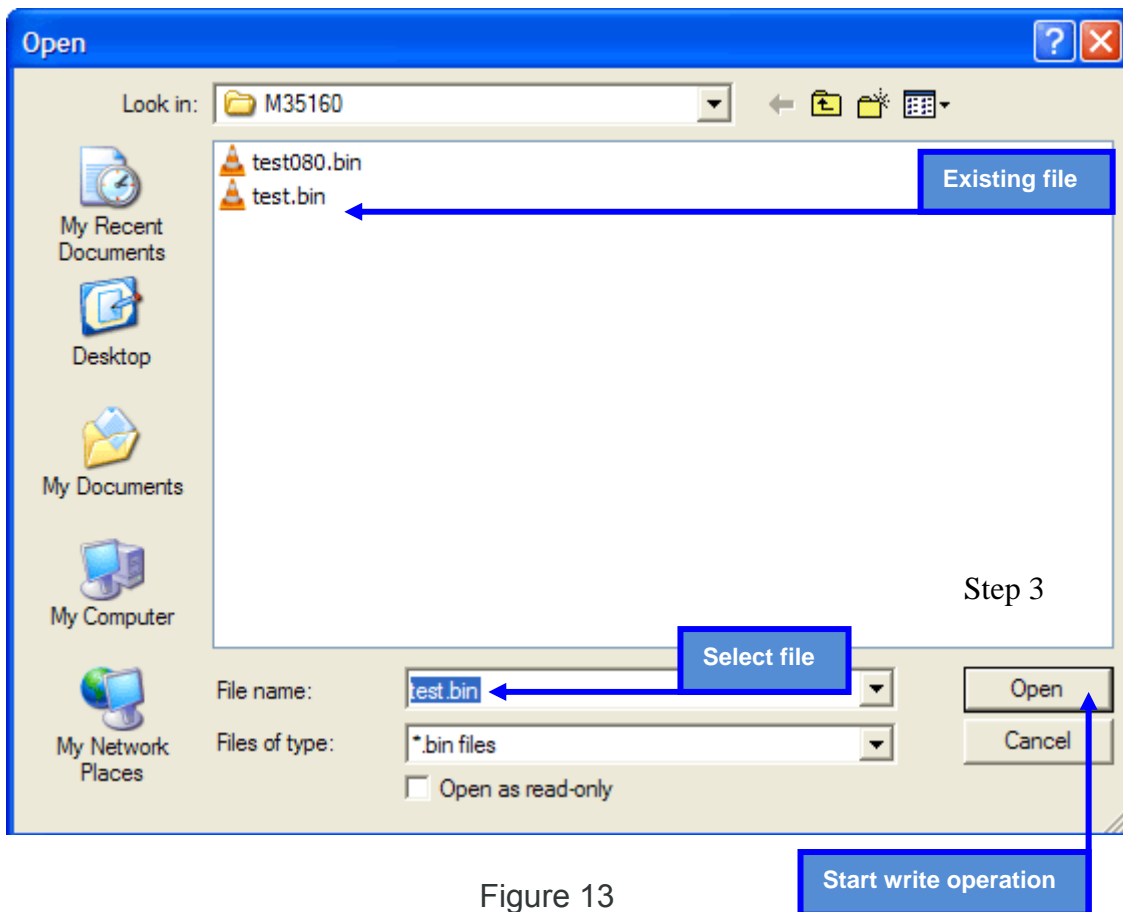 Open
Look in:
M35160
test080.bin
test.bin
Existing file
My Recent
Documents
Desktop
My Documents
My Computer
My Network
Places
Step 3
Select file
File name:
test.bin
Open
Files of type:
*.bin files
Cancel
Open as read-only
Start write operation
Figure 13